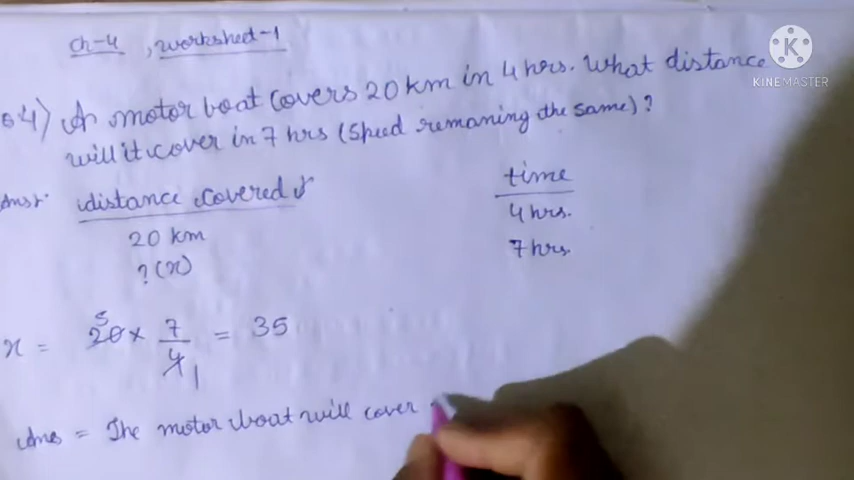 Ch-4, worksheet-1
K
KINEMASTER
Q4) A motor boat covers 20 km in 4 hrs. What distance
will it cover in 7 hrs (Speed remaning the same)?
Ans:- distance covered
time
20 km
4 hrs.
? (x)
7 hrs.
x = 20 5 × 7/4 1 = 35
Ans = The motor boat will cover